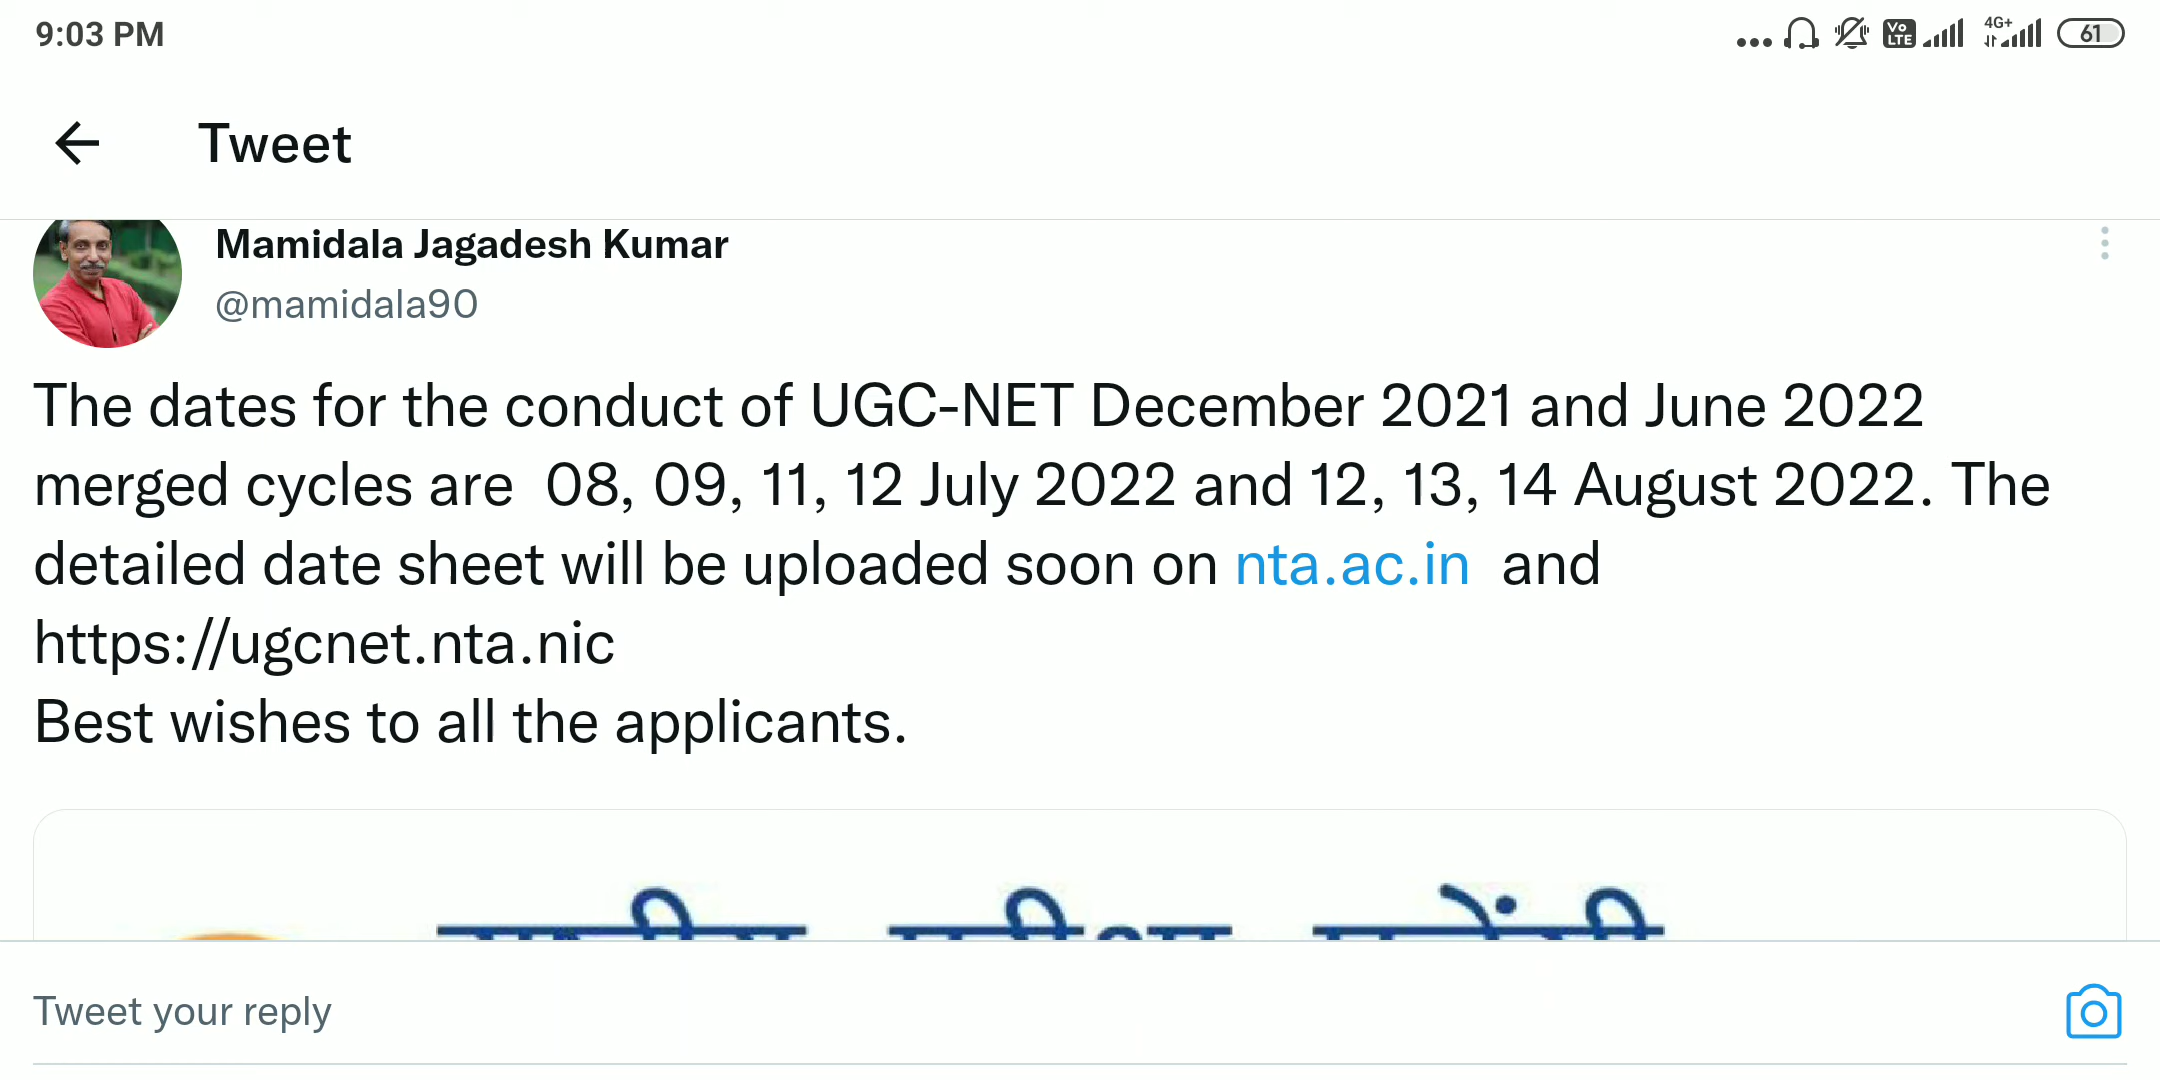 9:03 PM
Vo LTE 4G+ 61
Tweet
Mamidala Jagadesh Kumar
@mamidala90
The dates for the conduct of UGC-NET December 2021 and June 2022
merged cycles are  08, 09, 11, 12 July 2022 and 12, 13, 14 August 2022. The
detailed date sheet will be uploaded soon on nta.ac.in  and
https://ugcnet.nta.nic
Best wishes to all the applicants.
Tweet your reply